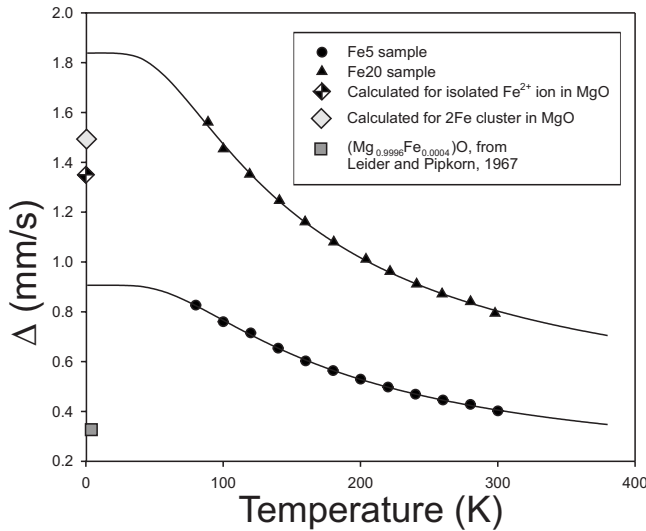 2.0
1.8
1.6
1.4
1.2
1.0
0.8
0.6
0.4
0.2
Δ (mm/s)
Fe5 sample
Fe20 sample
Calculated for isolated Fe²⁺ ion in MgO
Calculated for 2Fe cluster in MgO
(Mg₀.₉₉₉₆Fe₀.₀₀₀₄)O, from
Leider and Pipkorn, 1967
0 100 200 300 400
Temperature (K)